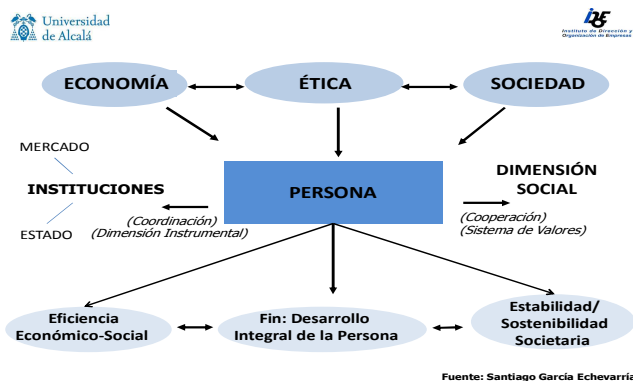 Universidad
de Alcalá
Instituto de Dirección y
Organización de Empresas
ECONOMÍA
ÉTICA
SOCIEDAD
MERCADO
INSTITUCIONES
ESTADO
PERSONA
DIMENSIÓN
SOCIAL
(Coordinación)
(Dimensión Instrumental)
(Cooperación)
(Sistema de Valores)
Eficiencia
Económico-Social
Fin: Desarrollo
Integral de la Persona
Estabilidad/
Sostenibilidad
Societaria
Fuente: Santiago García Echevarría